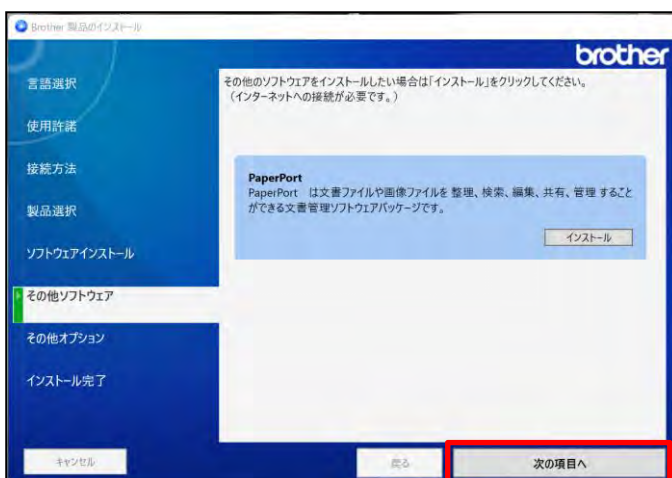 Brother 製品のインストール
brother
言語選択
使用許諾
接続方法
製品選択
ソフトウェアインストール
その他ソフトウェア
その他オプション
インストール完了
その他のソフトウェアをインストールしたい場合は「インストール」をクリックしてください。
（インターネットへの接続が必要です。）
PaperPort
PaperPort　は文書ファイルや画像ファイルを 整理、検索、編集、共有、管理 すること
ができる文書管理ソフトウェアパッケージです。
インストール
キャンセル
戻る
次の項目へ